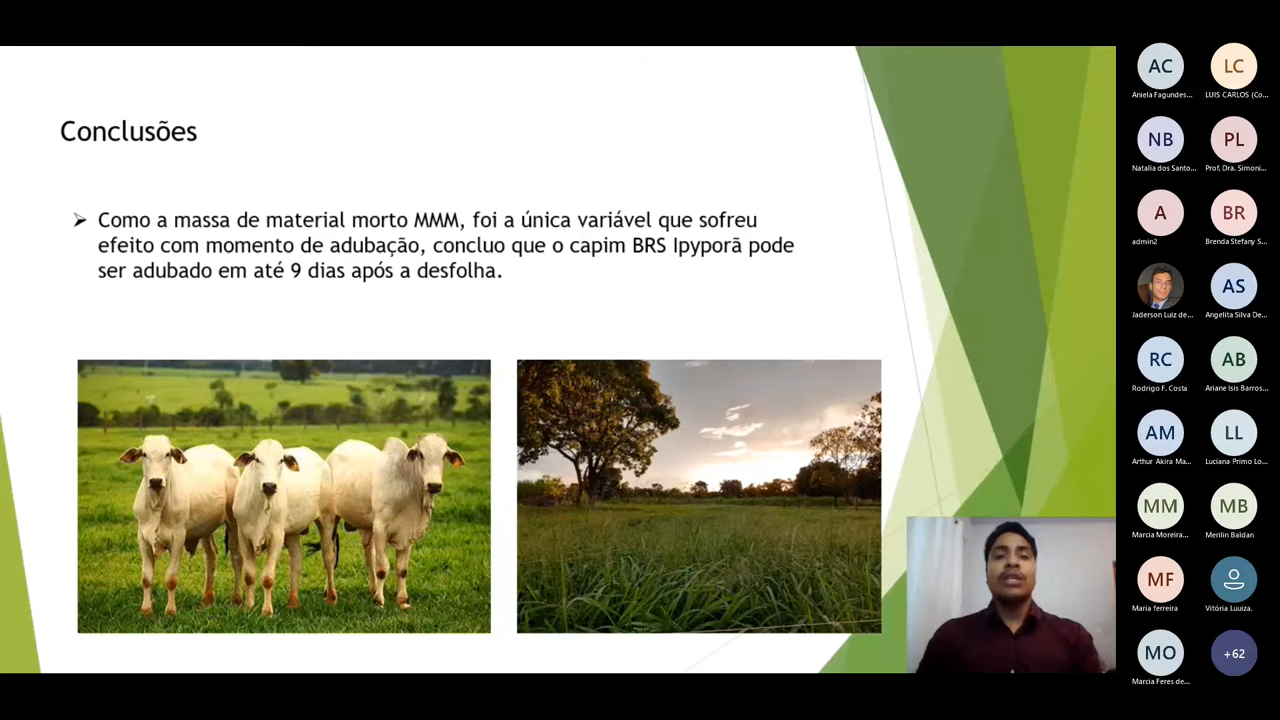 Conclusões
➢ Como a massa de material morto MMM, foi a única variável que sofreu
efeito com momento de adubação, concluo que o capim BRS Ipyporã pode
ser adubado em até 9 dias após a desfolha.
AC
Aniela Fagundes...
LC
LUIS CARLOS (Co...
NB
Natalia dos Santo...
PL
Prof. Dra. Simoni...
A
admin2
BR
Brenda Stefany S...
Jaderson Luiz de...
AS
Angelita Silva De...
RC
Rodrigo F. Costa
AB
Ariane Isis Barros...
AM
Arthur Akira Ma...
LL
Luciana Primo Lo...
MM
Marcia Moreira...
MB
Merilin Baldan
MF
Maria ferreira
Vitória Luuiza.
MO
Marcia Feres de...
+62